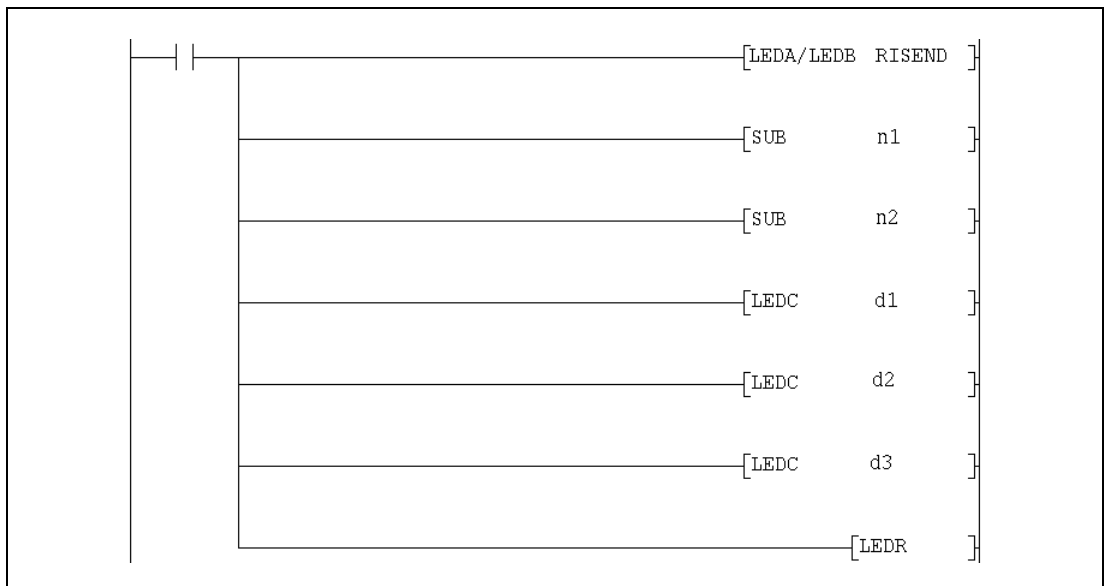 [LEDA/LEDB RISEND ]
[SUB n1 ]
[SUB n2 ]
[LEDC d1 ]
[LEDC d2 ]
[LEDC d3 ]
[LEDR ]